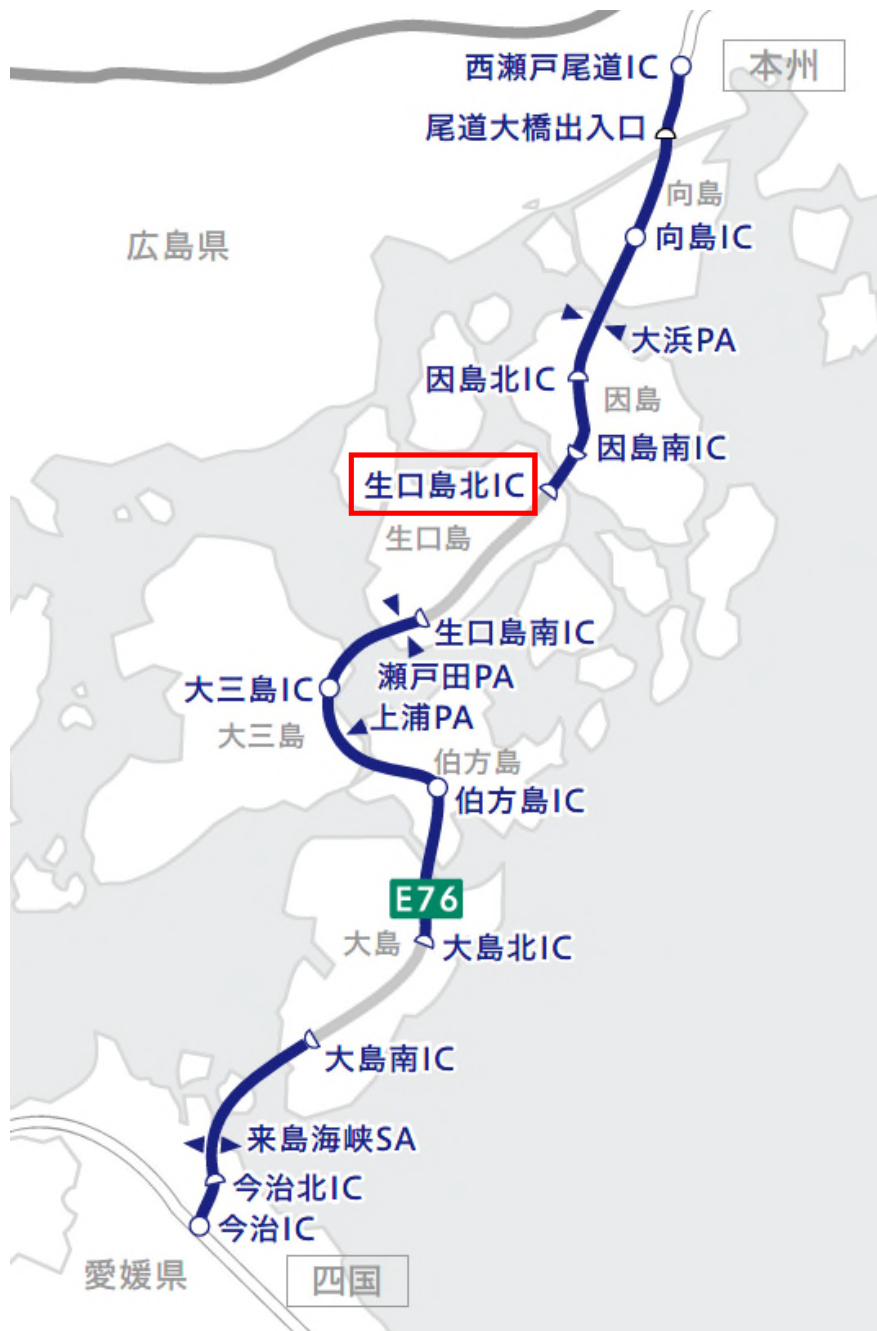 西瀬戸尾道IC
本州
尾道大橋出入口
向島
向島IC
広島県
大浜PA
因島北IC
因島
因島南IC
生口島北IC
生口島
生口島南IC
瀬戸田PA
大三島IC
上浦PA
大三島
伯方島
伯方島IC
E76
大島
大島北IC
大島南IC
来島海峡SA
今治北IC
今治IC
愛媛県
四国